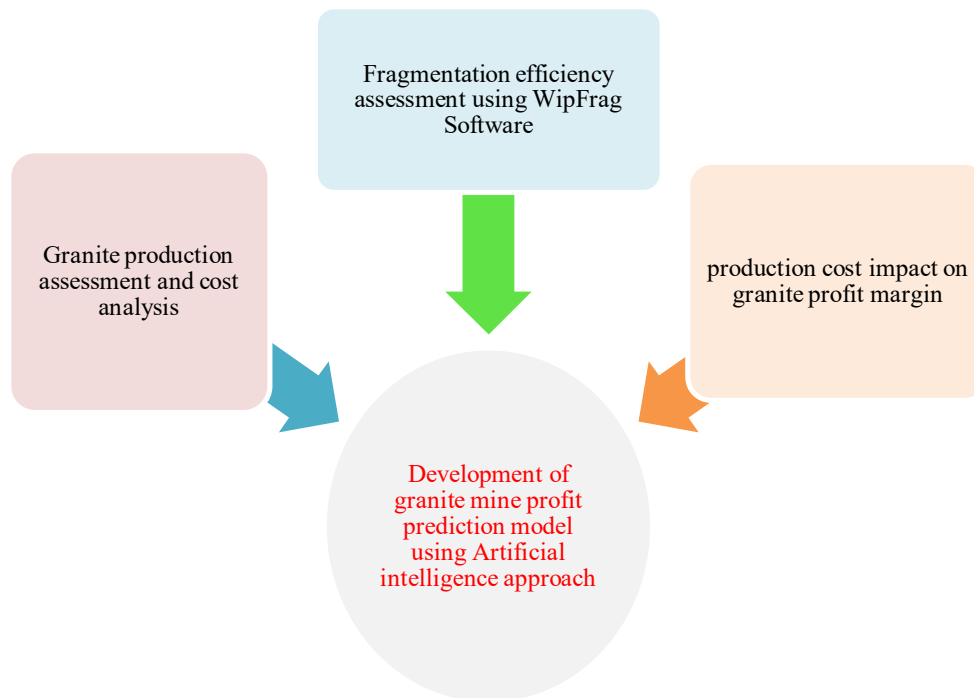 Fragmentation efficiency
assessment using WipFrag
Software
Granite production
assessment and cost
analysis
production cost impact on
granite profit margin
Development of
granite mine profit
prediction model
using Artificial
intelligence approach